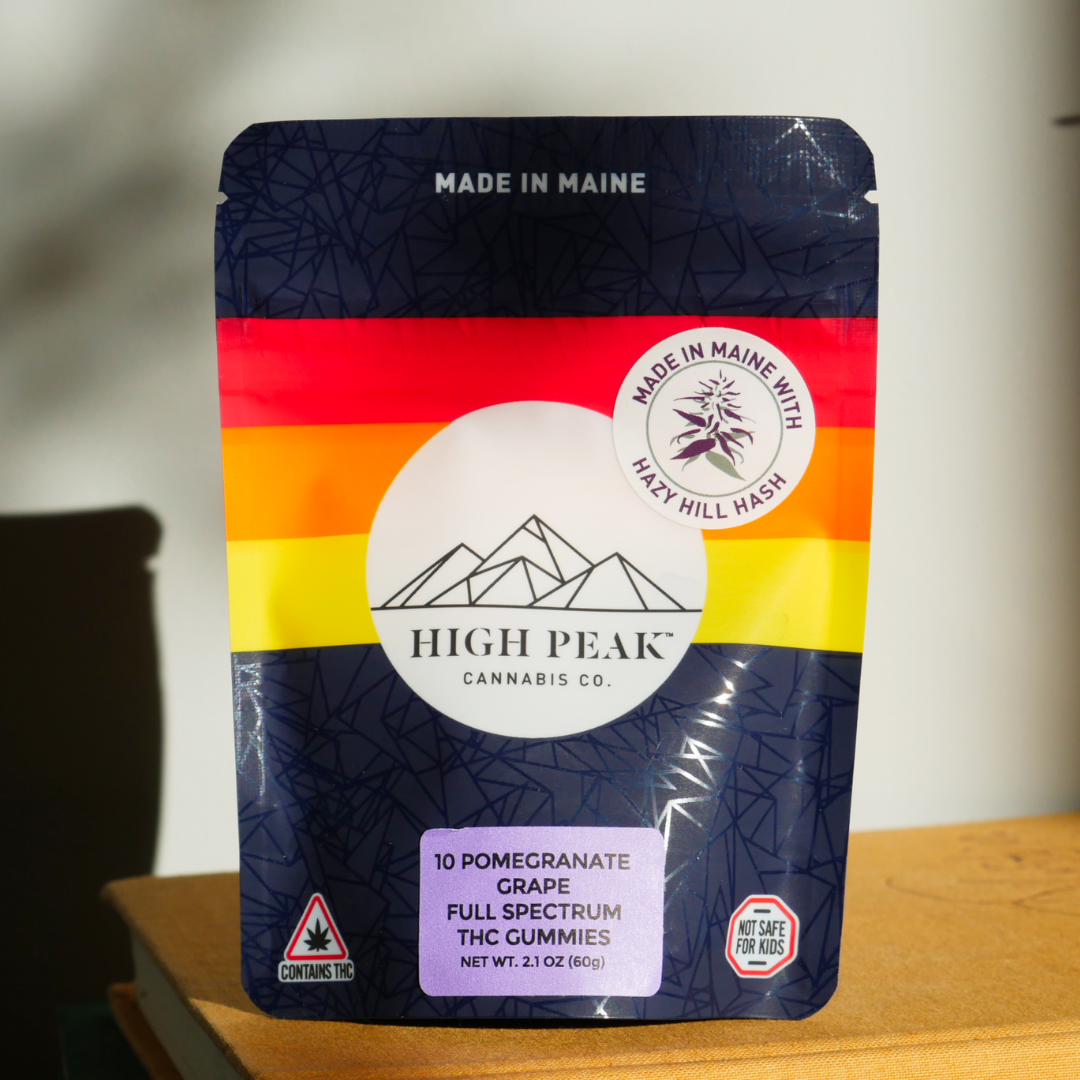 MADE IN MAINE
MADE IN MAINE WITH
HAZY HILL HASH
HIGH PEAK™
CANNABIS CO.
10 POMEGRANATE
GRAPE
FULL SPECTRUM
THC GUMMIES
NET WT. 2.1 OZ (60g)
CONTAINS THC
NOT SAFE
FOR KIDS